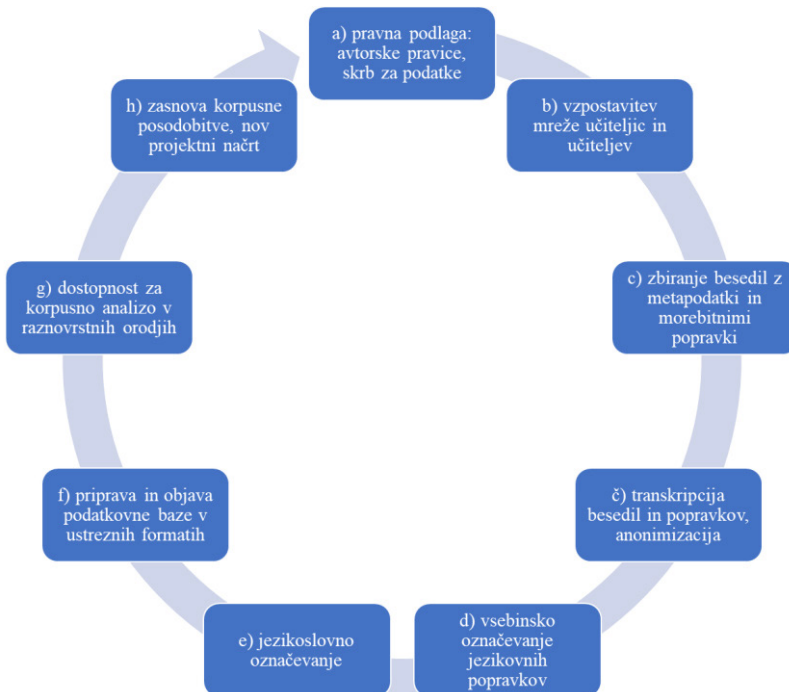 a) pravna podlaga:
avtorske pravice,
skrb za podatke
b) vzpostavitev
mreže učiteljic in
učiteljev
c) zbiranje besedil z
metapodatki in
morebitnimi
popravki
č) transkripcija
besedil in popravkov,
anonimizacija
d) vsebinsko
označevanje
jezikovnih
popravkov
e) jezikoslovno
označevanje
f) priprava in objava
podatkovne baze v
ustreznih formatih
g) dostopnost za
korpusno analizo v
raznovrstnih orodjih
h) zasnova korpusne
posodobitve, nov
projektni načrt